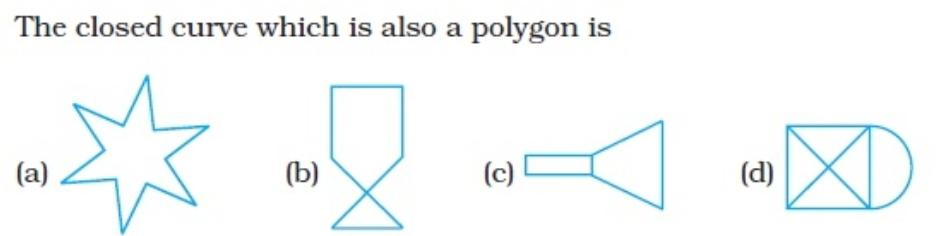 The closed curve which is also a polygon is
(a) (b) (c) (d)